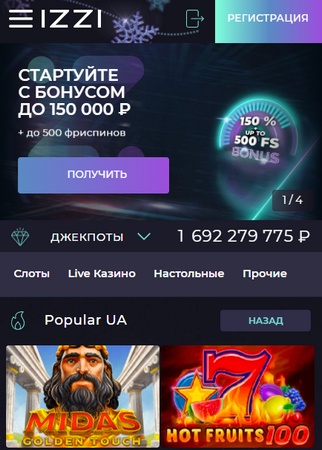 IZZI
РЕГИСТРАЦИЯ
СТАРТУЙТЕ
С БОНУСОМ
ДО 150 000 ₽
+ до 500 фриспинов
150 %
+
UP TO
500 FS
BONUS
ПОЛУЧИТЬ
1 / 4
ДЖЕКПОТЫ 1 692 279 775 ₽
Слоты Live Казино Настольные Прочие
Popular UA НАЗАД
MIDAS
GOLDEN TOUCH
7
HOT FRUITS 100